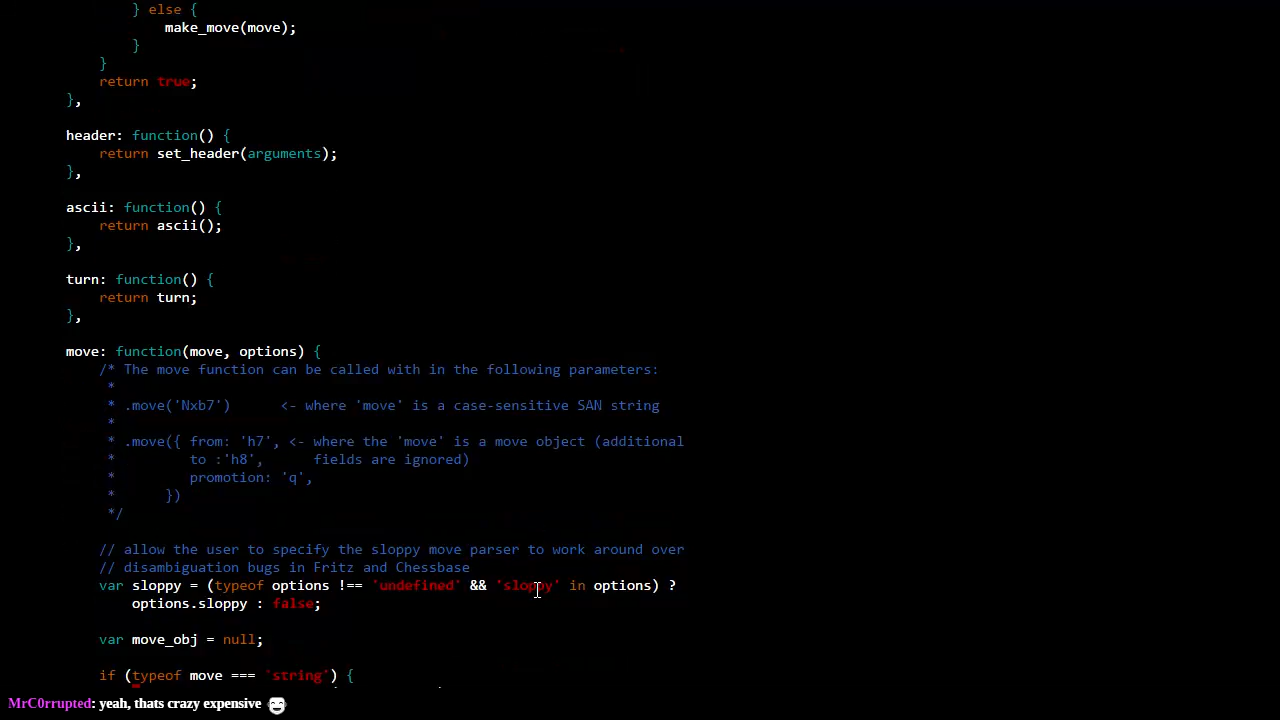 } else {
make_move(move);
}
}
return true;
},
header: function() {
return set_header(arguments);
},
ascii: function() {
return ascii();
},
turn: function() {
return turn;
},
move: function(move, options) {
/* The move function can be called with in the following parameters:
*
* .move('Nxb7')      <- where 'move' is a case-sensitive SAN string
*
* .move({ from: 'h7', <- where the 'move' is a move object (additional
*         to :'h8',      fields are ignored)
*         promotion: 'q',
*      })
*/
// allow the user to specify the sloppy move parser to work around over
// disambiguation bugs in Fritz and Chessbase
var sloppy = (typeof options !== 'undefined' && 'sloppy' in options) ?
options.sloppy : false;
var move_obj = null;
if (typeof move === 'string') {
MrC0rrupted: yeah, thats crazy expensive